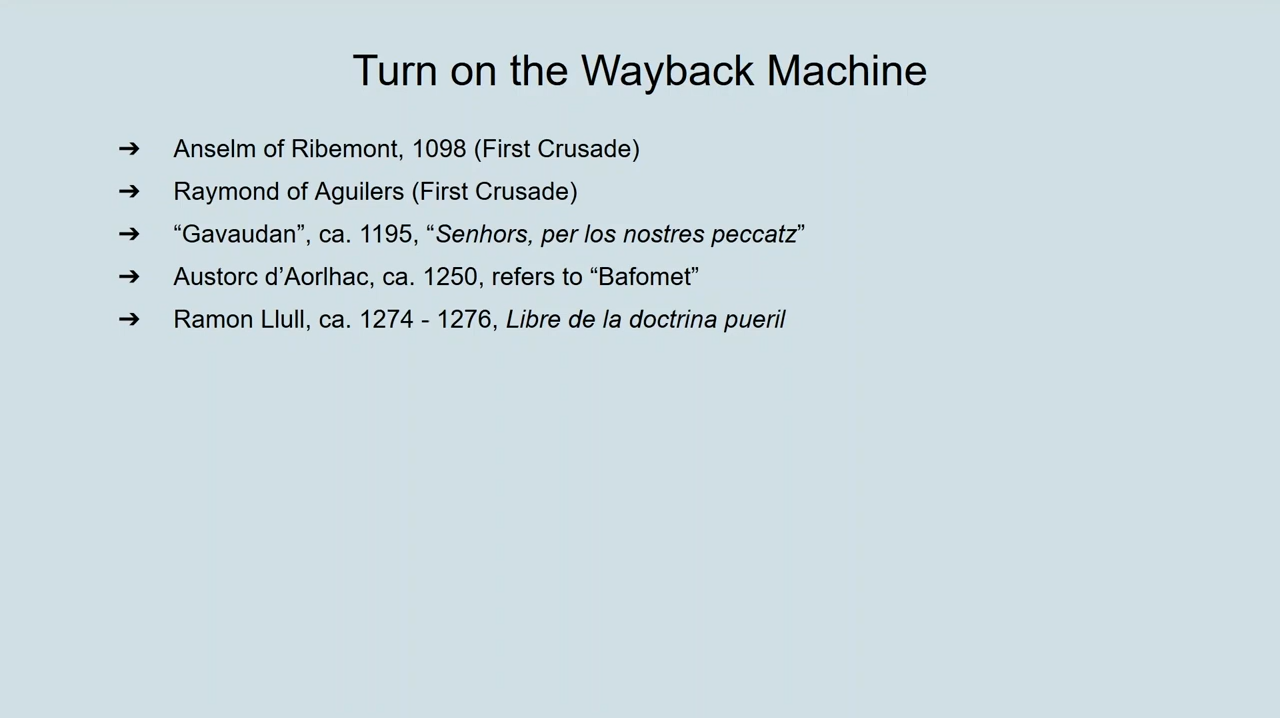 Turn on the Wayback Machine
➔ Anselm of Ribemont, 1098 (First Crusade)
➔ Raymond of Aguilers (First Crusade)
➔ “Gavaudan”, ca. 1195, “Senhors, per los nostres peccatz”
➔ Austorc d’Aorlhac, ca. 1250, refers to “Bafomet”
➔ Ramon Llull, ca. 1274 - 1276, Libre de la doctrina pueril